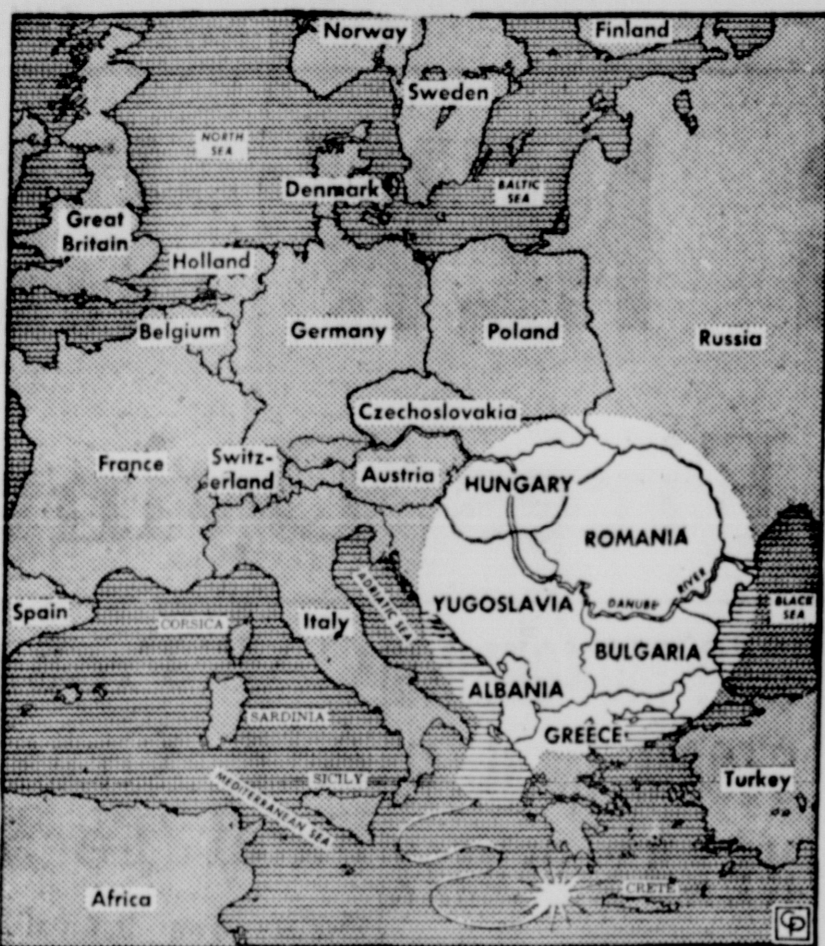 Norway
Finland
Sweden
NORTH
SEA
Denmark
BALTIC
SEA
Great
Britain
Holland
Belgium
Germany
Poland
Russia
Czechoslovakia
France
Switz-
erland
Austria
HUNGARY
ROMANIA
ADRIATIC SEA
YUGOSLAVIA
DANUBE RIVER
BLACK
SEA
Spain
CORSICA
Italy
BULGARIA
ALBANIA
SARDINIA
GREECE
SICILY
Turkey
MEDITERRANEAN SEA
Africa
CRETE
CP